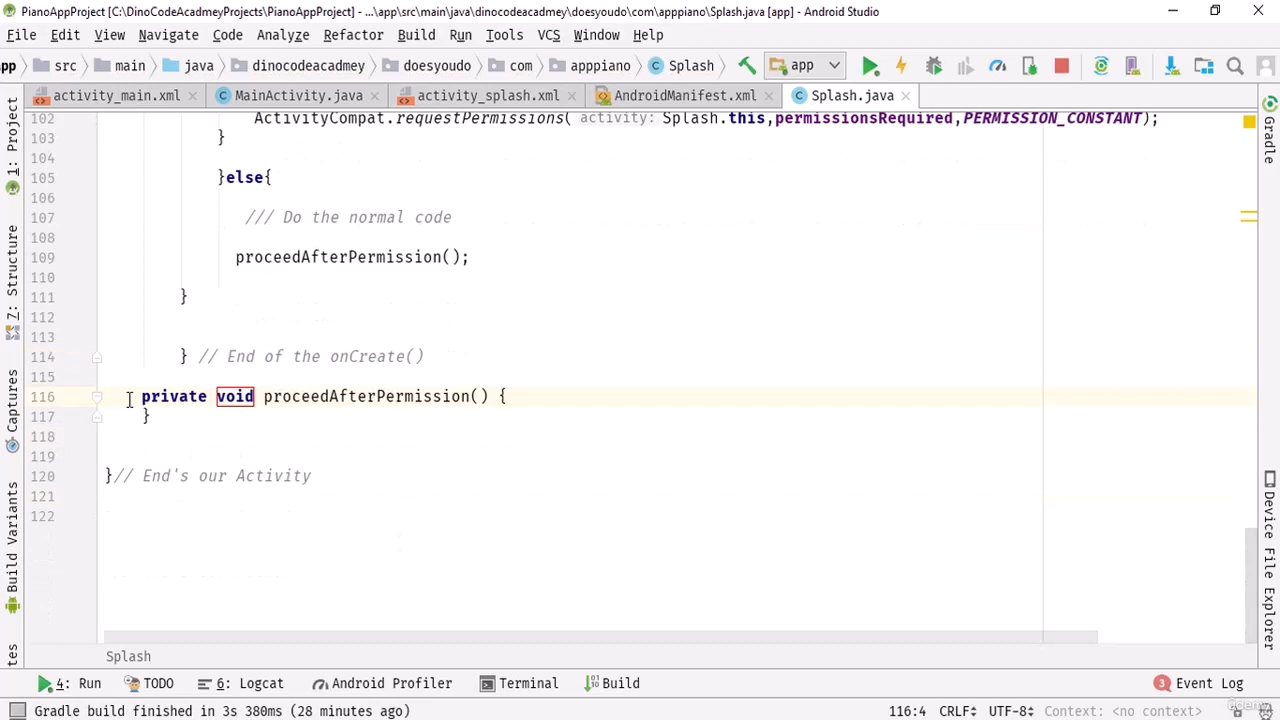 PianoAppProject [C:\DinoCodeAcadmeyProjects\PianoAppProject] - ...\app\src\main\java\dinocodeacadmey\doesyoudo\com\apppiano\Splash.java [app] - Android Studio
File Edit View Navigate Code Analyze Refactor Build Run Tools VCS Window Help
app src main java dinocodeacadmey doesyoudo com apppiano Splash app
activity_main.xml MainActivity.java activity_splash.xml AndroidManifest.xml Splash.java
1: Project
7: Structure
Captures
Build Variants
Gradle
Device File Explorer
102 ActivityCompat.requestPermissions( activity: Splash.this,permissionsRequired,PERMISSION_CONSTANT);
103 }
104
105 }else{
106
107 /// Do the normal code
108
109 proceedAfterPermission();
110
111 }
112
113
114 } // End of the onCreate()
115
116 private void proceedAfterPermission() {
117 }
118
119
120 }// End's our Activity
121
122
Splash
4: Run TODO 6: Logcat Android Profiler Terminal Build 3 Event Log
Gradle build finished in 3s 380ms (28 minutes ago) 116:4 CRLF UTF-8 Context: <no context>